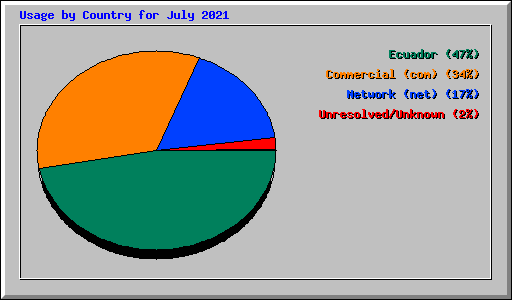 Usage by Country for July 2021
Ecuador (47%)
Commercial (com) (34%)
Network (net) (17%)
Unresolved/Unknown (2%)